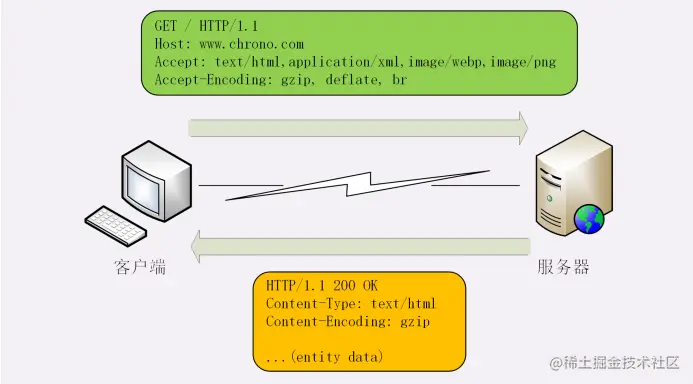 GET / HTTP/1.1
Host: www.chrono.com
Accept: text/html,application/xml,image/webp,image/png
Accept-Encoding: gzip, deflate, br
客户端
服务器
HTTP/1.1 200 OK
Content-Type: text/html
Content-Encoding: gzip
...(entity data)
@稀土掘金技术社区